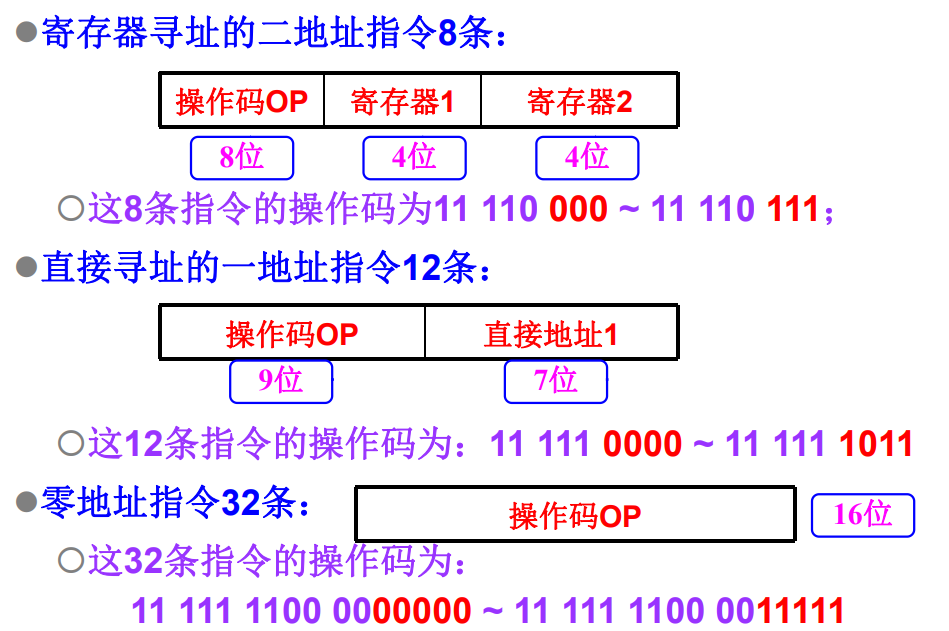 ●寄存器寻址的二地址指令8条：
操作码OP 寄存器1 寄存器2
8位 4位 4位
○这8条指令的操作码为11 110 000 ~ 11 110 111；
●直接寻址的一地址指令12条：
操作码OP 直接地址1
9位 7位
○这12条指令的操作码为：11 111 0000 ~ 11 111 1011
●零地址指令32条：
操作码OP 16位
○这32条指令的操作码为：
11 111 1100 0000000 ~ 11 111 1100 0011111